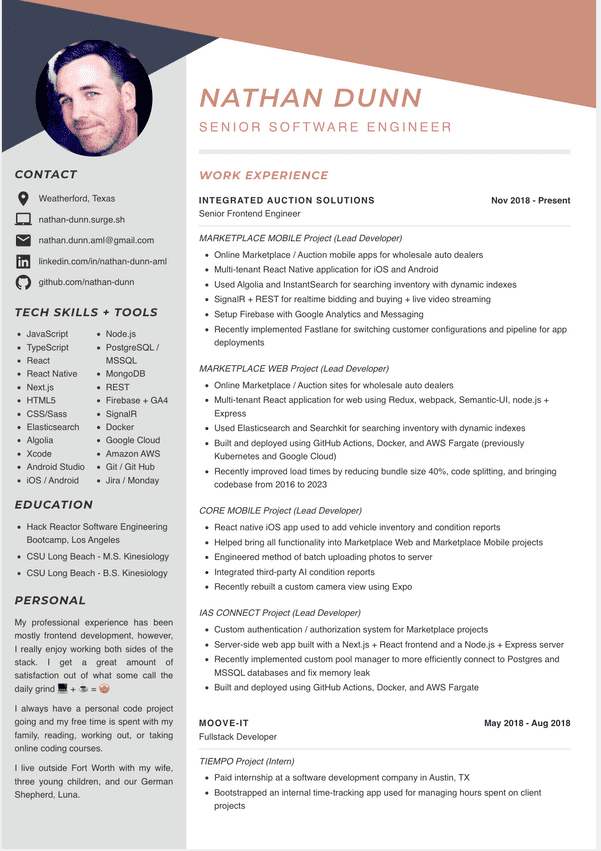 NATHAN DUNN
SENIOR SOFTWARE ENGINEER
CONTACT
Weatherford, Texas
nathan-dunn.surge.sh
nathan.dunn.aml@gmail.com
linkedin.com/in/nathan-dunn-aml
github.com/nathan-dunn
TECH SKILLS + TOOLS
JavaScript
TypeScript
React
React Native
Next.js
HTML5
CSS/Sass
Elasticsearch
Algolia
Xcode
Android Studio
iOS / Android
Node.js
PostgreSQL /
MSSQL
MongoDB
REST
Firebase + GA4
SignalR
Docker
Google Cloud
Amazon AWS
Git / Git Hub
Jira / Monday
EDUCATION
Hack Reactor Software Engineering
Bootcamp, Los Angeles
CSU Long Beach - M.S. Kinesiology
CSU Long Beach - B.S. Kinesiology
PERSONAL
My professional experience has been
mostly frontend development, however,
I really enjoy working both sides of the
stack. I get a great amount of
satisfaction out of what some call the
daily grind 💻 + ☕ = 🤓
I always have a personal code project
going and my free time is spent with my
family, reading, working out, or taking
online coding courses.
I live outside Fort Worth with my wife,
three young children, and our German
Shepherd, Luna.
WORK EXPERIENCE
INTEGRATED AUCTION SOLUTIONS Nov 2018 - Present
Senior Frontend Engineer
MARKETPLACE MOBILE Project (Lead Developer)
Online Marketplace / Auction mobile apps for wholesale auto dealers
Multi-tenant React Native application for iOS and Android
Used Algolia and InstantSearch for searching inventory with dynamic indexes
SignalR + REST for realtime bidding and buying + live video streaming
Setup Firebase with Google Analytics and Messaging
Recently implemented Fastlane for switching customer configurations and pipeline for app
deployments
MARKETPLACE WEB Project (Lead Developer)
Online Marketplace / Auction sites for wholesale auto dealers
Multi-tenant React application for web using Redux, webpack, Semantic-UI, node.js +
Express
Used Elasticsearch and Searchkit for searching inventory with dynamic indexes
Built and deployed using GitHub Actions, Docker, and AWS Fargate (previously
Kubernetes and Google Cloud)
Recently improved load times by reducing bundle size 40%, code splitting, and bringing
codebase from 2016 to 2023
CORE MOBILE Project (Lead Developer)
React native iOS app used to add vehicle inventory and condition reports
Helped bring all functionality into Marketplace Web and Marketplace Mobile projects
Engineered method of batch uploading photos to server
Integrated third-party AI condition reports
Recently rebuilt a custom camera view using Expo
IAS CONNECT Project (Lead Developer)
Custom authentication / authorization system for Marketplace projects
Server-side web app built with a Next.js + React frontend and a Node.js + Express server
Recently implemented custom pool manager to more efficiently connect to Postgres and
MSSQL databases and fix memory leak
Built and deployed using GitHub Actions, Docker, and AWS Fargate
MOOVE-IT May 2018 - Aug 2018
Fullstack Developer
TIEMPO Project (Intern)
Paid internship at a software development company in Austin, TX
Bootstrapped an internal time-tracking app used for managing hours spent on client
projects